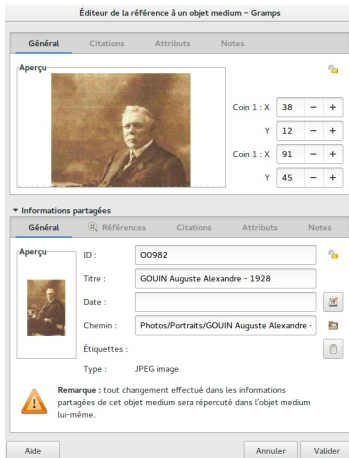 Éditeur de la référence à un objet medium – Gramps
Général Citations Attributs Notes
Aperçu
Coin 1 : X 38 − +
Y 12 − +
Coin 1 : X 91 − +
Y 45 − +
Informations partagées
Général Références Citations Attributs Notes
Aperçu
ID : O0982
Titre : GOUIN Auguste Alexandre - 1928
Date :
Chemin : Photos/Portraits/GOUIN Auguste Alexandre -
Étiquettes :
Type : JPEG image
Remarque : tout changement effectué dans les informations
partagées de cet objet medium sera répercuté dans l'objet medium
lui-même.
Aide Annuler Valider